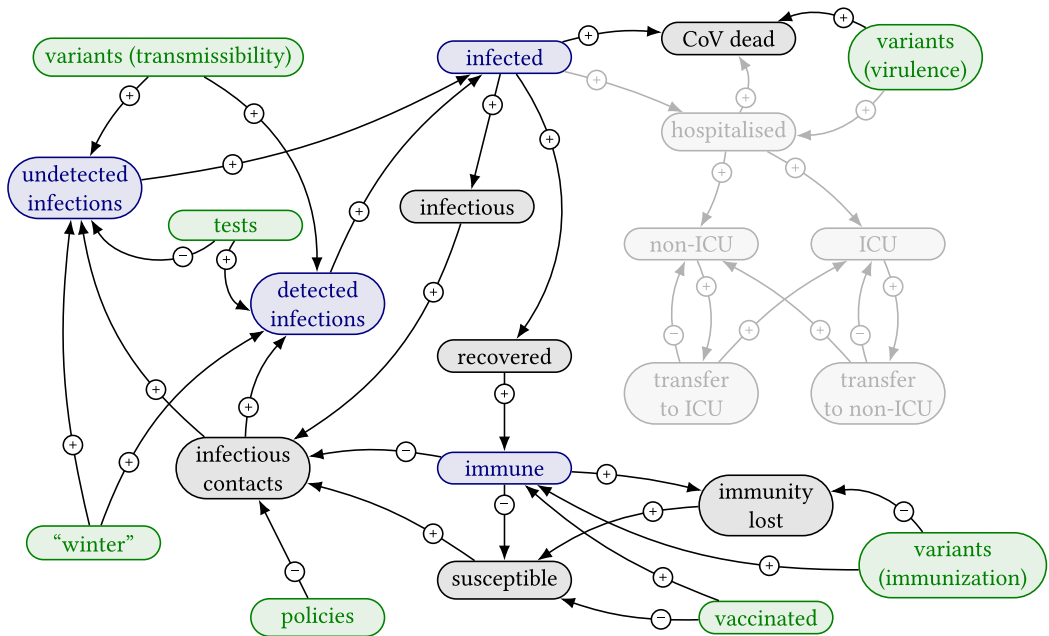 variants (transmissibility)
infected
CoV dead
variants
(virulence)
hospitalised
undetected
infections
tests
infectious
non-ICU
ICU
detected
infections
recovered
transfer
to ICU
transfer
to non-ICU
infectious
contacts
immune
immunity
lost
“winter”
susceptible
variants
(immunization)
policies
vaccinated